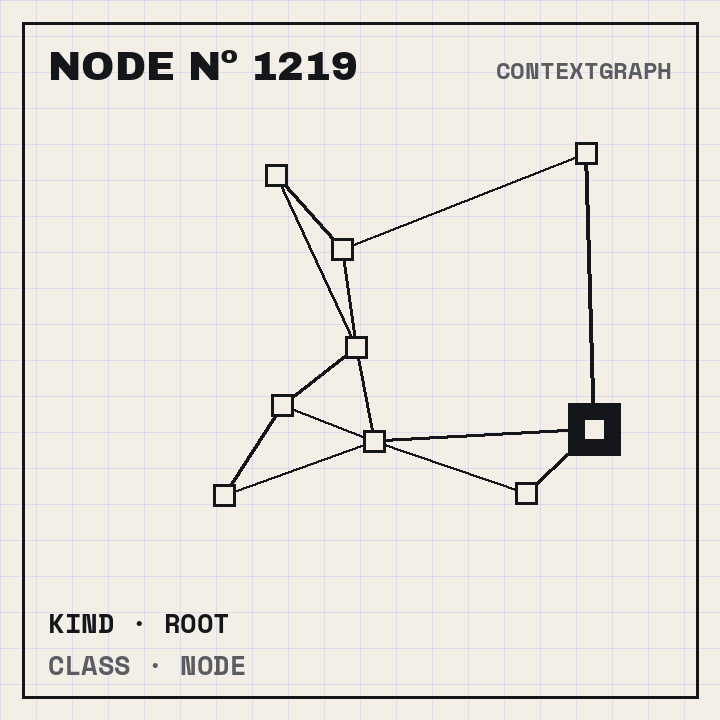 NODE Nº 1219
CONTEXTGRAPH
KIND · ROOT
CLASS · NODE